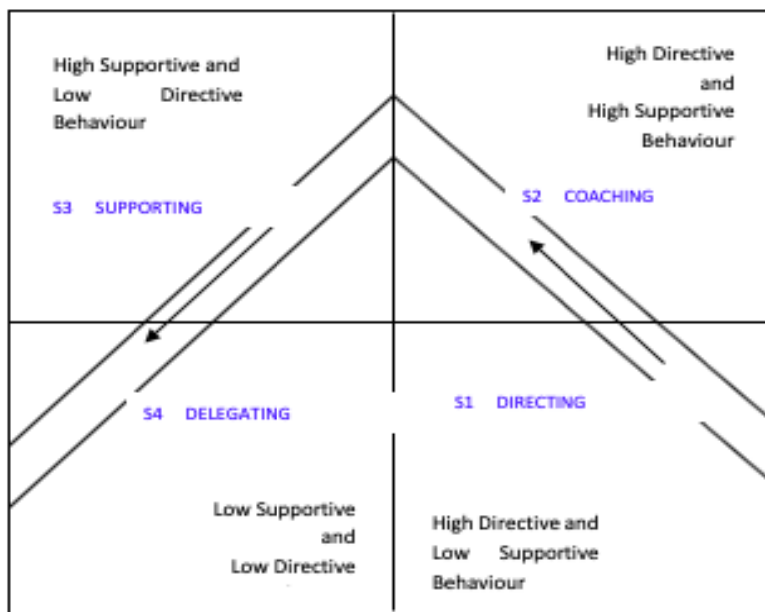 High Supportive and
Low Directive
Behaviour
High Directive
and
High Supportive
Behaviour
S3 SUPPORTING
S2 COACHING
S4 DELEGATING
S1 DIRECTING
Low Supportive
and
Low Directive
High Directive and
Low Supportive
Behaviour